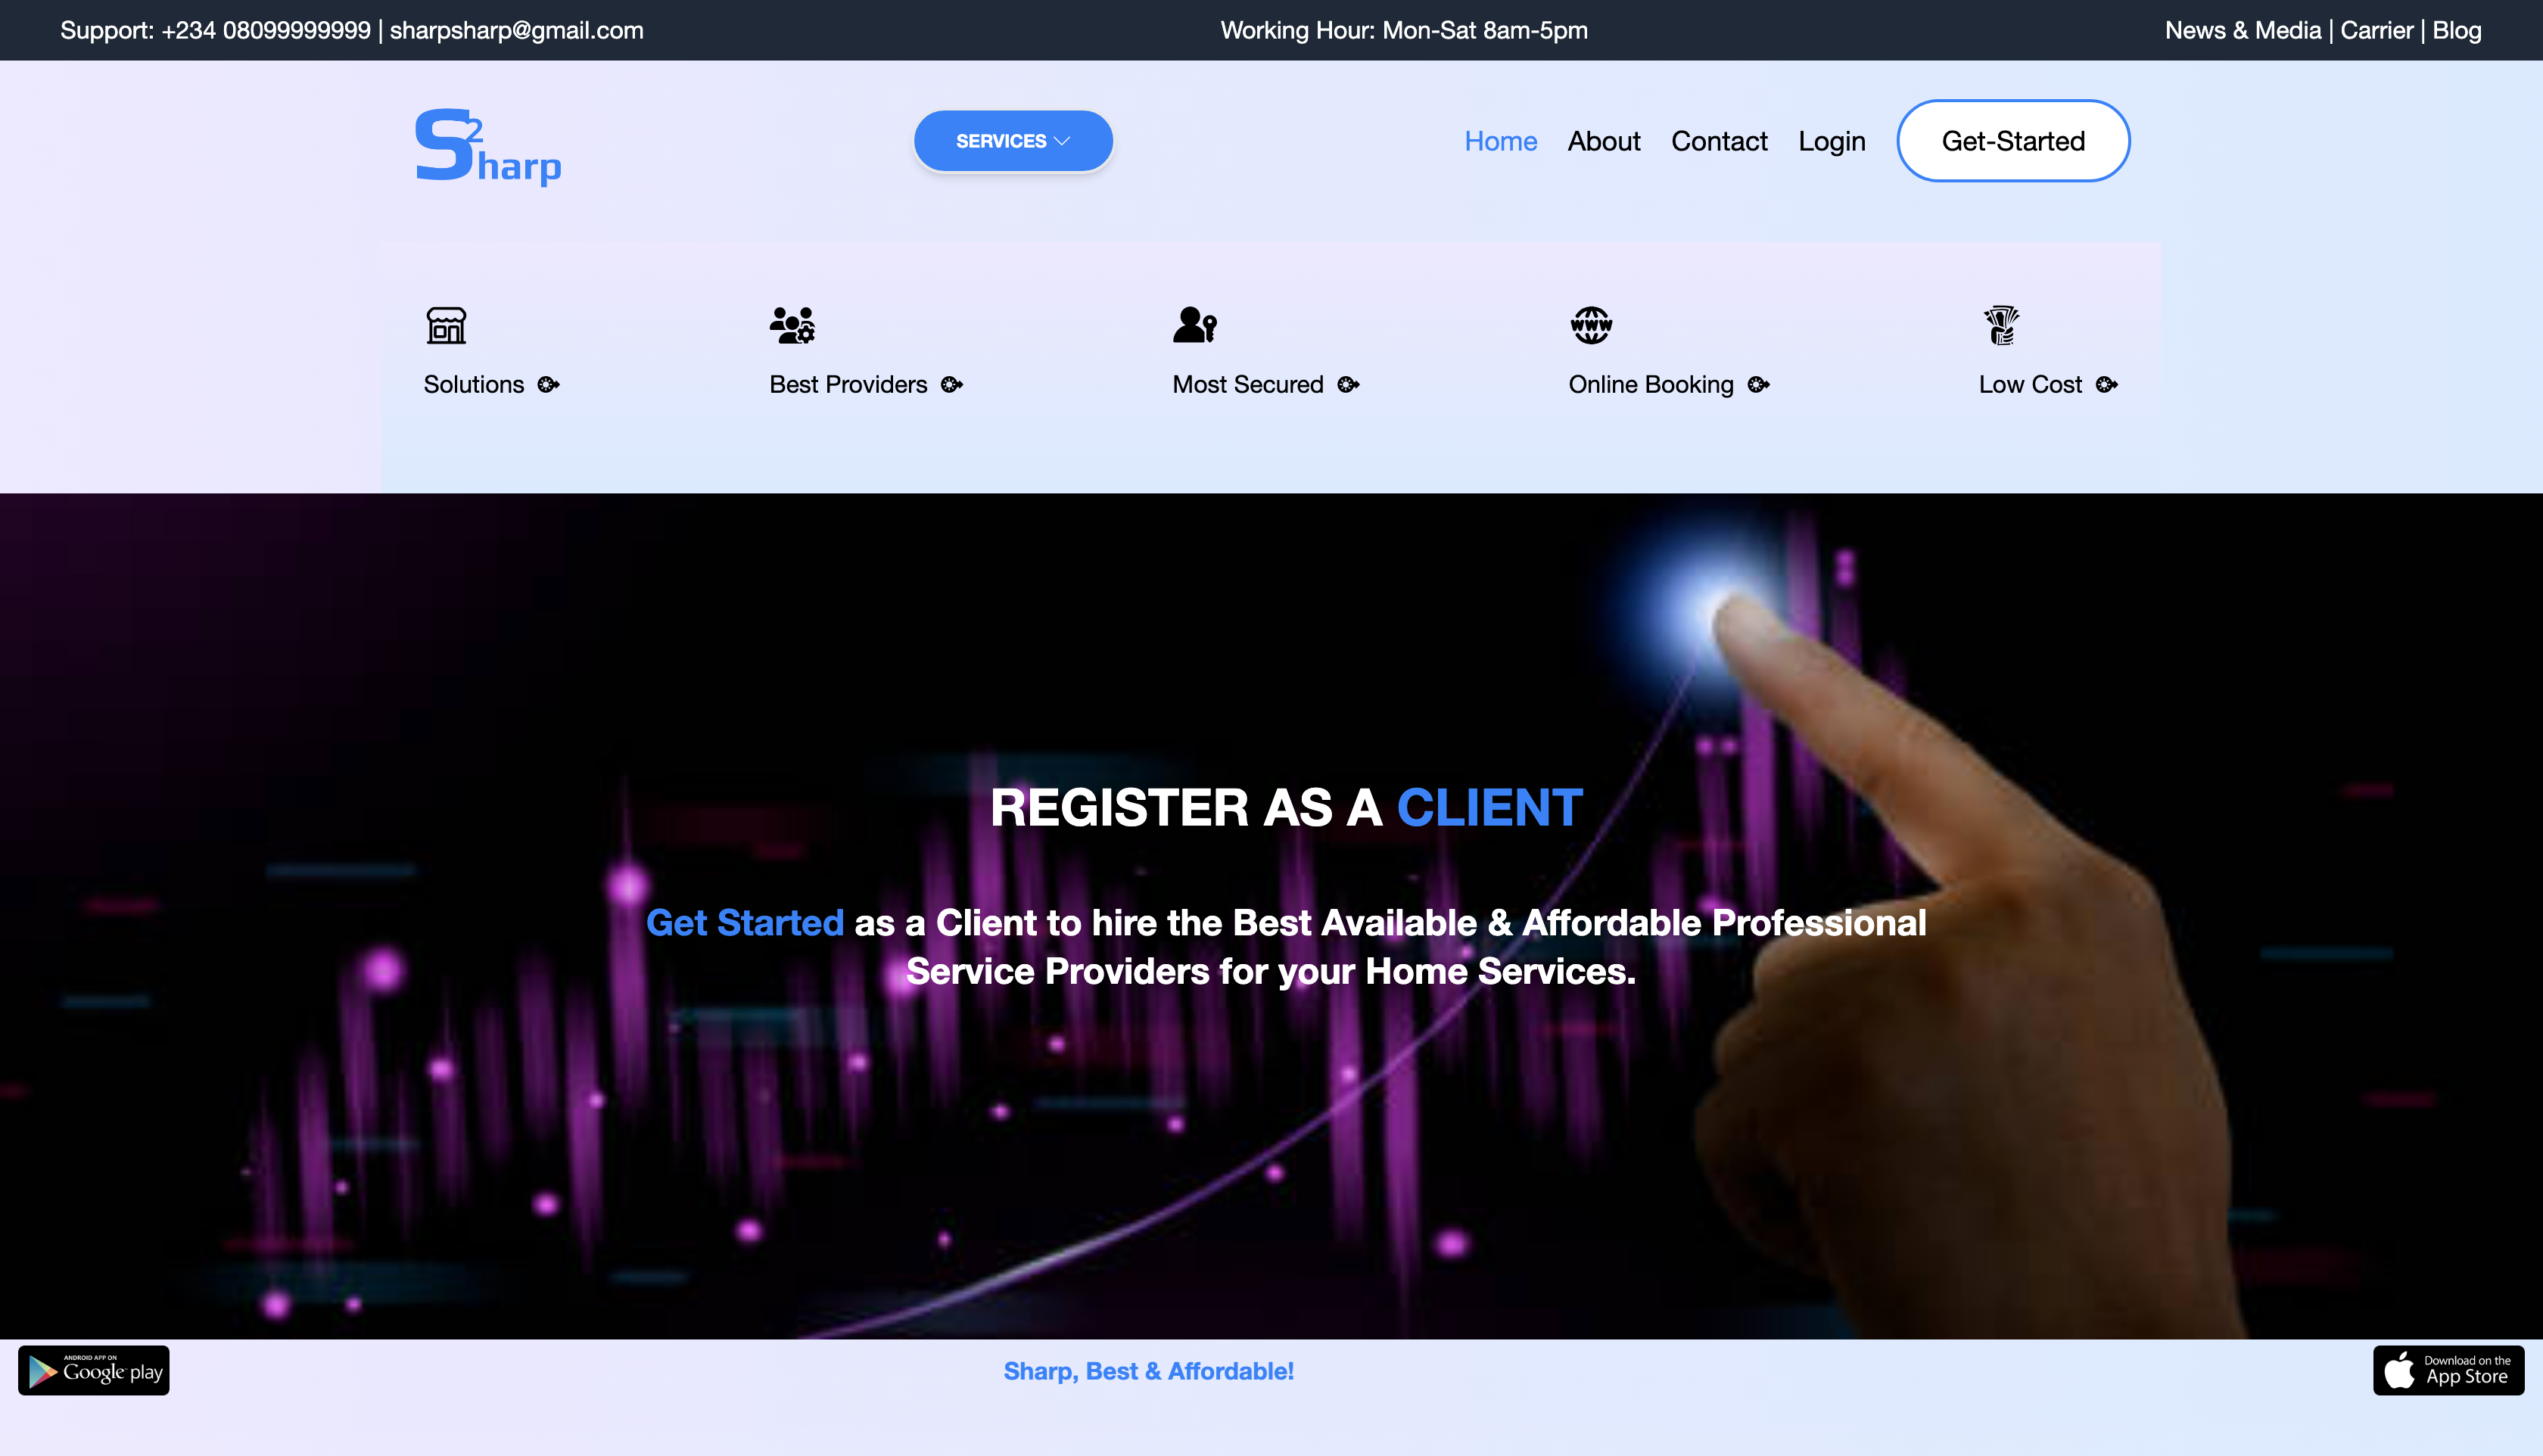 Support: +234 08099999999 | sharpsharp@gmail.com
Working Hour: Mon-Sat 8am-5pm
News & Media | Carrier | Blog
S2harp
SERVICES
Home About Contact Login Get-Started
Solutions
Best Providers
Most Secured
WWW
Online Booking
Low Cost
REGISTER AS A CLIENT
Get Started as a Client to hire the Best Available & Affordable Professional
Service Providers for your Home Services.
ANDROID APP ON
Google play
Sharp, Best & Affordable!
Download on the
App Store